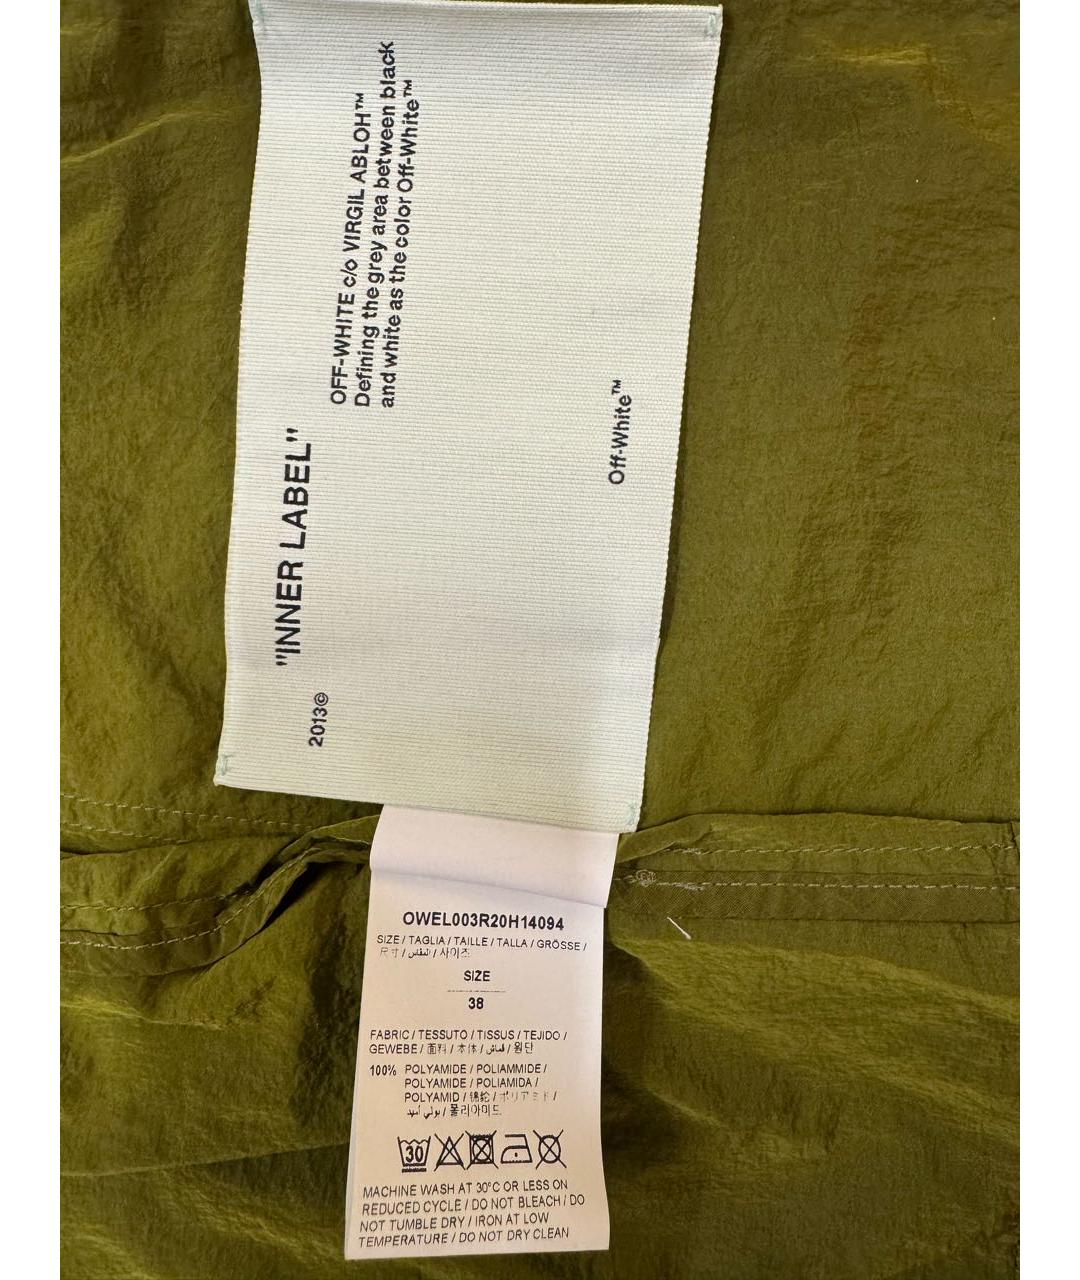 "INNER LABEL"
2013©
OFF-WHITE c/o VIRGIL ABLOH™
Defining the grey area between black
and white as the color Off-White™
Off-White™
OWEL003R20H14094
SIZE / TAGLIA / TAILLE / TALLA / GRÖSSE /
尺寸 / المقاس / 사이즈
SIZE
38
FABRIC / TESSUTO / TISSUS / TEJIDO /
GEWEBE / 面料 / 本体 / قماش / 원단
100% POLYAMIDE / POLIAMMIDE /
POLYAMIDE / POLIAMIDA /
POLYAMID / 锦纶 / ポリアミド /
بولي أميد / 폴리아미드
30
MACHINE WASH AT 30°C OR LESS ON
REDUCED CYCLE / DO NOT BLEACH / DO
NOT TUMBLE DRY / IRON AT LOW
TEMPERATURE / DO NOT DRY CLEAN